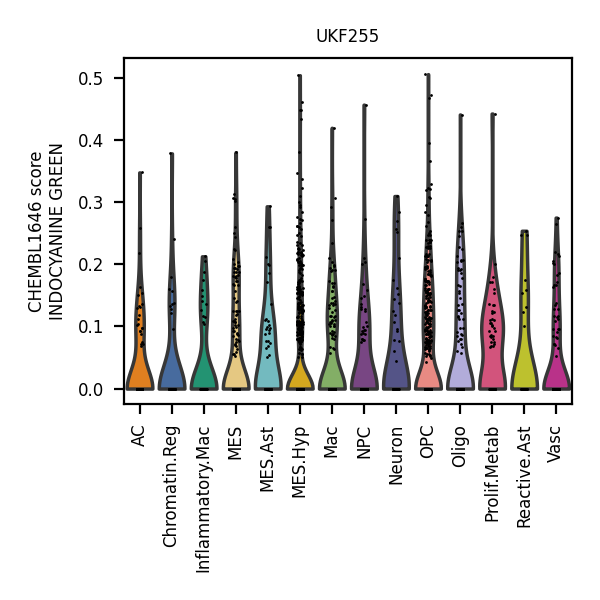 UKF255
CHEMBL1646 score
INDOCYANINE GREEN
0.5
0.4
0.3
0.2
0.1
0.0
AC
Chromatin.Reg
Inflammatory.Mac
MES
MES.Ast
MES.Hyp
Mac
NPC
Neuron
OPC
Oligo
Prolif.Metab
Reactive.Ast
Vasc